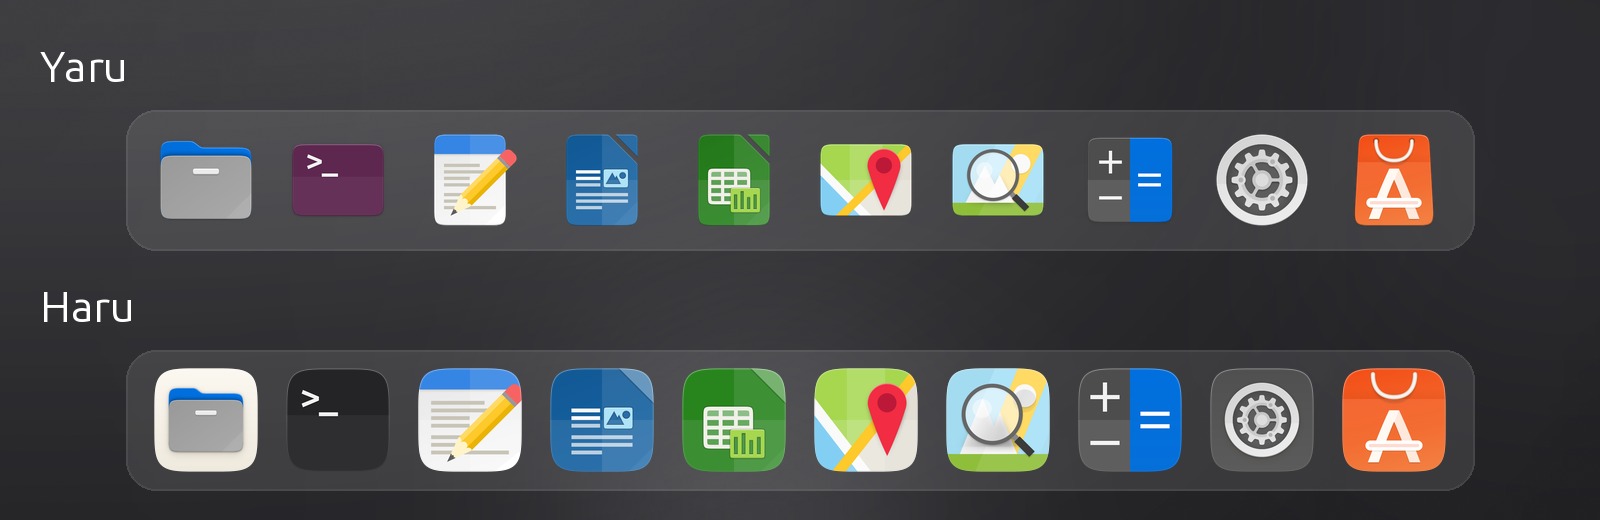 Yaru
>_
+
−
=
A
Haru
>_
+
−
=
A